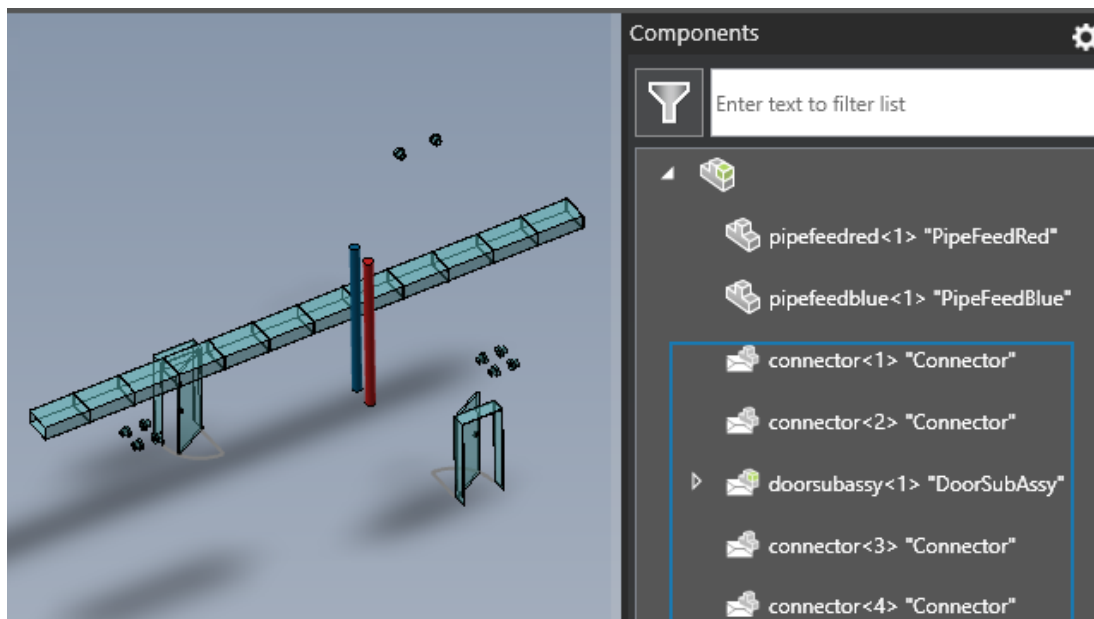 Components
Enter text to filter list
pipefeedred<1> "PipeFeedRed"
pipefeedblue<1> "PipeFeedBlue"
connector<1> "Connector"
connector<2> "Connector"
doorsubassy<1> "DoorSubAssy"
connector<3> "Connector"
connector<4> "Connector"